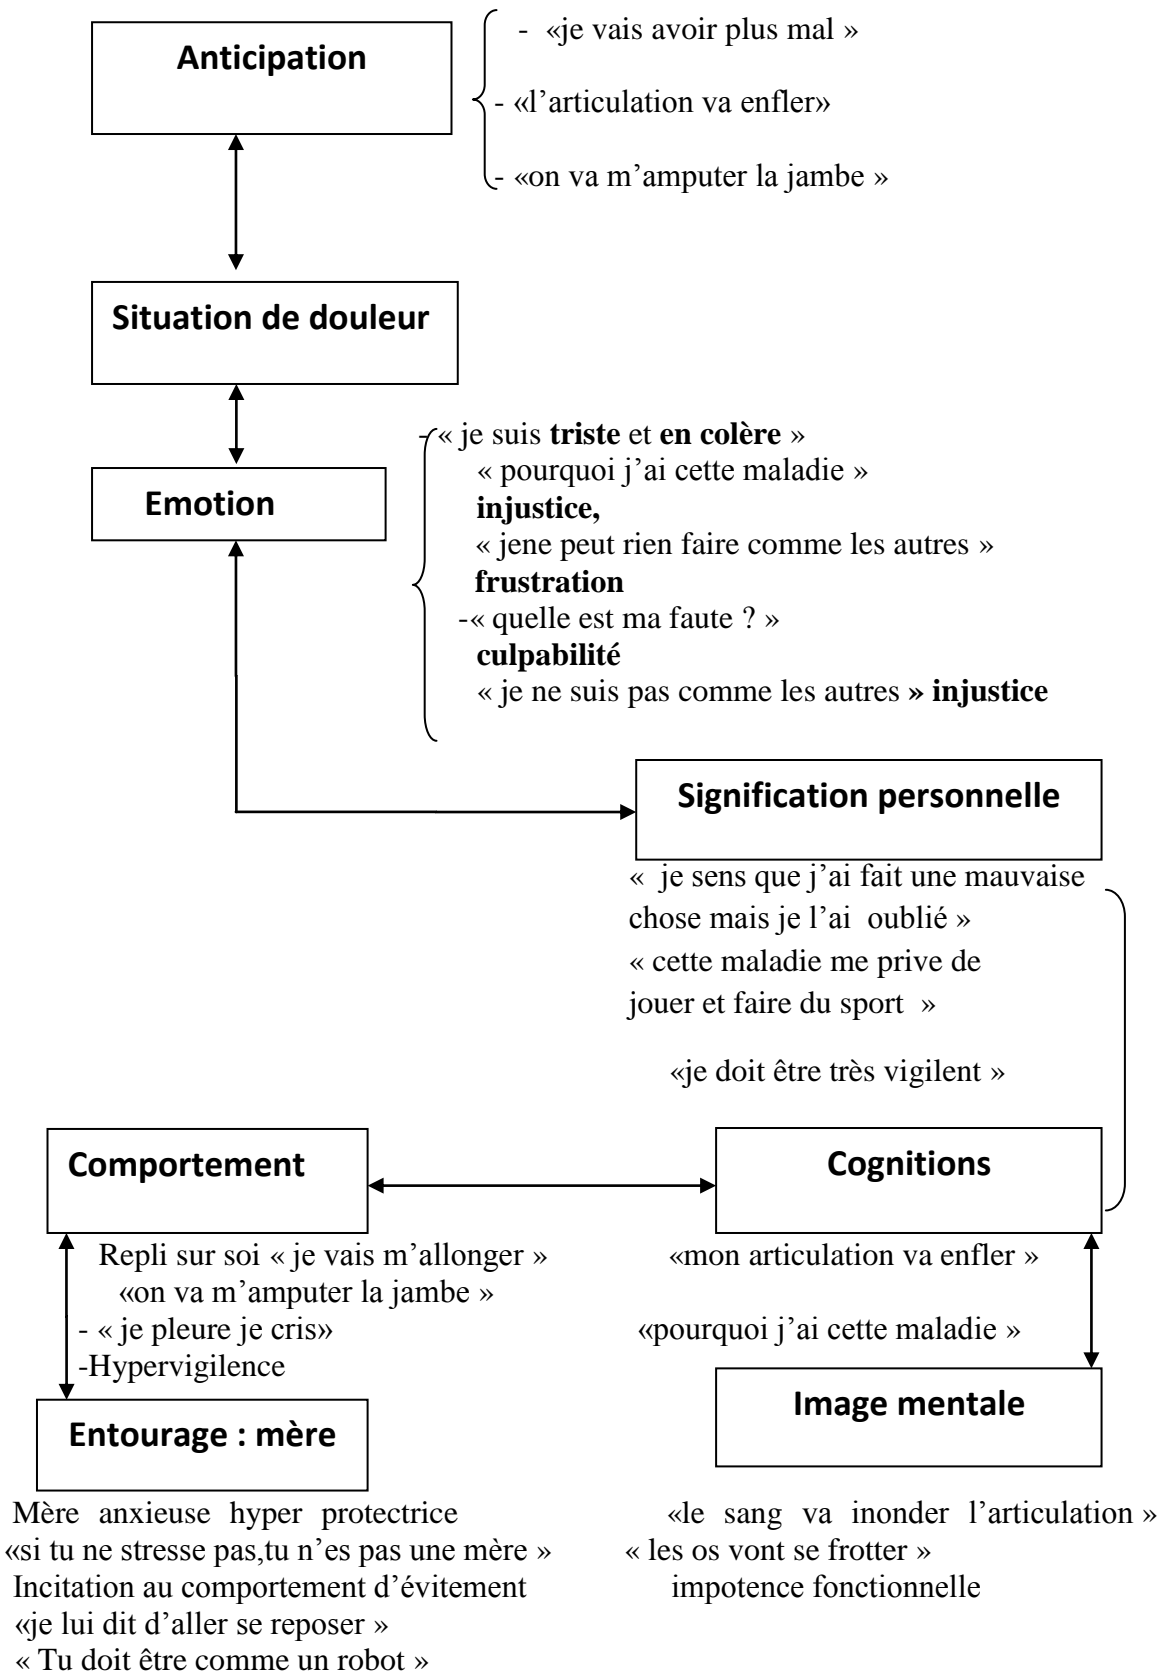 Anticipation
- «je vais avoir plus mal »
- «l’articulation va enfler»
- «on va m’amputer la jambe »
Situation de douleur
Emotion
-« je suis triste et en colère »
« pourquoi j’ai cette maladie »
injustice,
« jene peut rien faire comme les autres »
frustration
-« quelle est ma faute ? »
culpabilité
« je ne suis pas comme les autres » injustice
Signification personnelle
« je sens que j’ai fait une mauvaise
chose mais je l’ai oublié »
« cette maladie me prive de
jouer et faire du sport »
«je doit être très vigilent »
Comportement
Repli sur soi « je vais m’allonger »
«on va m’amputer la jambe »
- « je pleure je cris»
-Hypervigilence
Cognitions
«mon articulation va enfler »
«pourquoi j’ai cette maladie »
Entourage : mère
Mère anxieuse hyper protectrice
«si tu ne stresse pas,tu n’es pas une mère »
Incitation au comportement d’évitement
«je lui dit d’aller se reposer »
« Tu doit être comme un robot »
Image mentale
«le sang va inonder l’articulation »
« les os vont se frotter »
impotence fonctionnelle